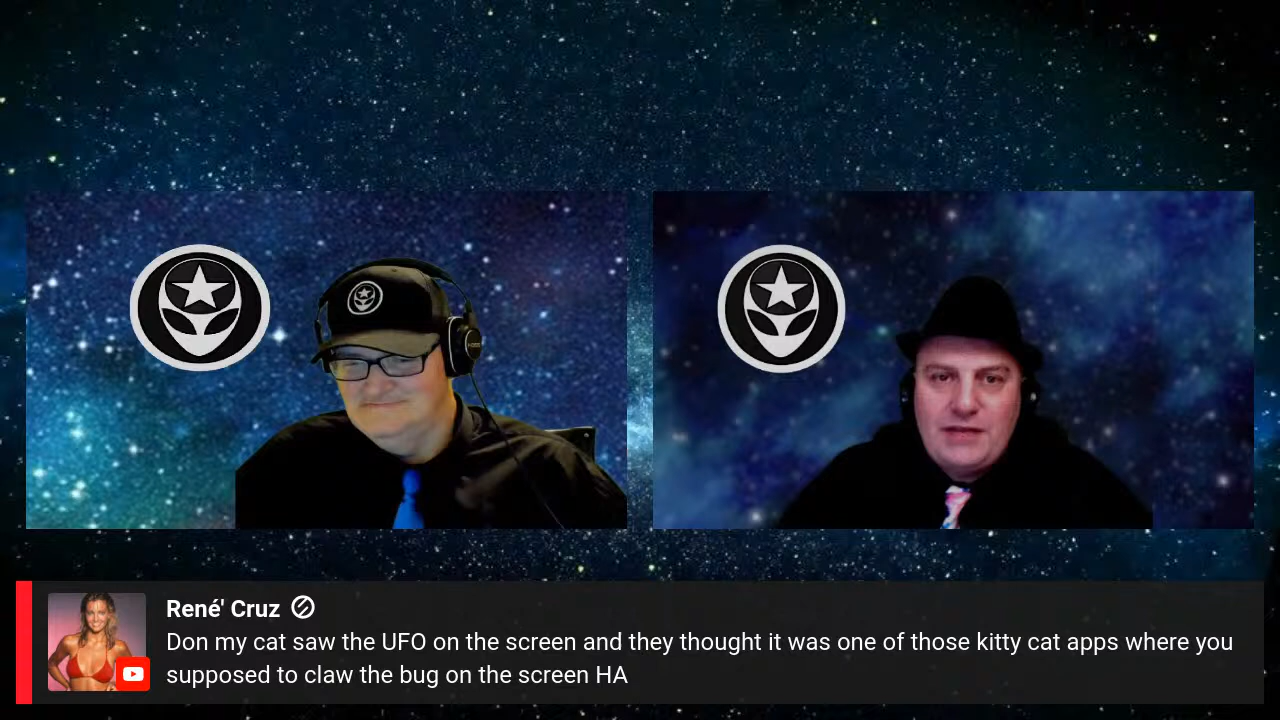 René' Cruz
Don my cat saw the UFO on the screen and they thought it was one of those kitty cat apps where you
supposed to claw the bug on the screen HA